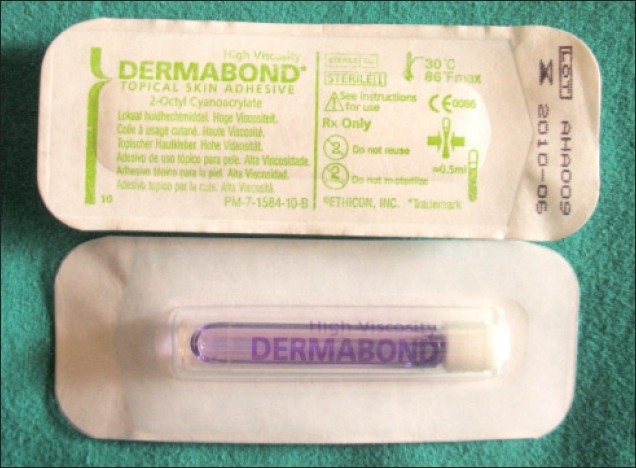 High Viscosity
DERMABOND*
TOPICAL SKIN ADHESIVE
2-Octyl Cyanoacrylate
Lokaal huidhechtmiddel. Hoge Viscositeit.
Colle à usage cutané. Haute Viscosité.
Topischer Hautkleber. Hohe Viskosität.
Adesivo de uso tópico para pele. Alta Viscosidade.
Adhesivo tópico para la piel. Alta Viscosidad.
Adesivo topico per la cute. Alta Viscosità.
10
PM-7-1584-10-B
STERILE
STERILE
30°C
86°F max
See instructions
for use
CE0086
Rx Only
2 Do not reuse
2 Do not resterilize
=0.5ml
©ETHICON, INC. *Trademark
LOT AHA009
2010-06
High Viscosity
DERMABOND*